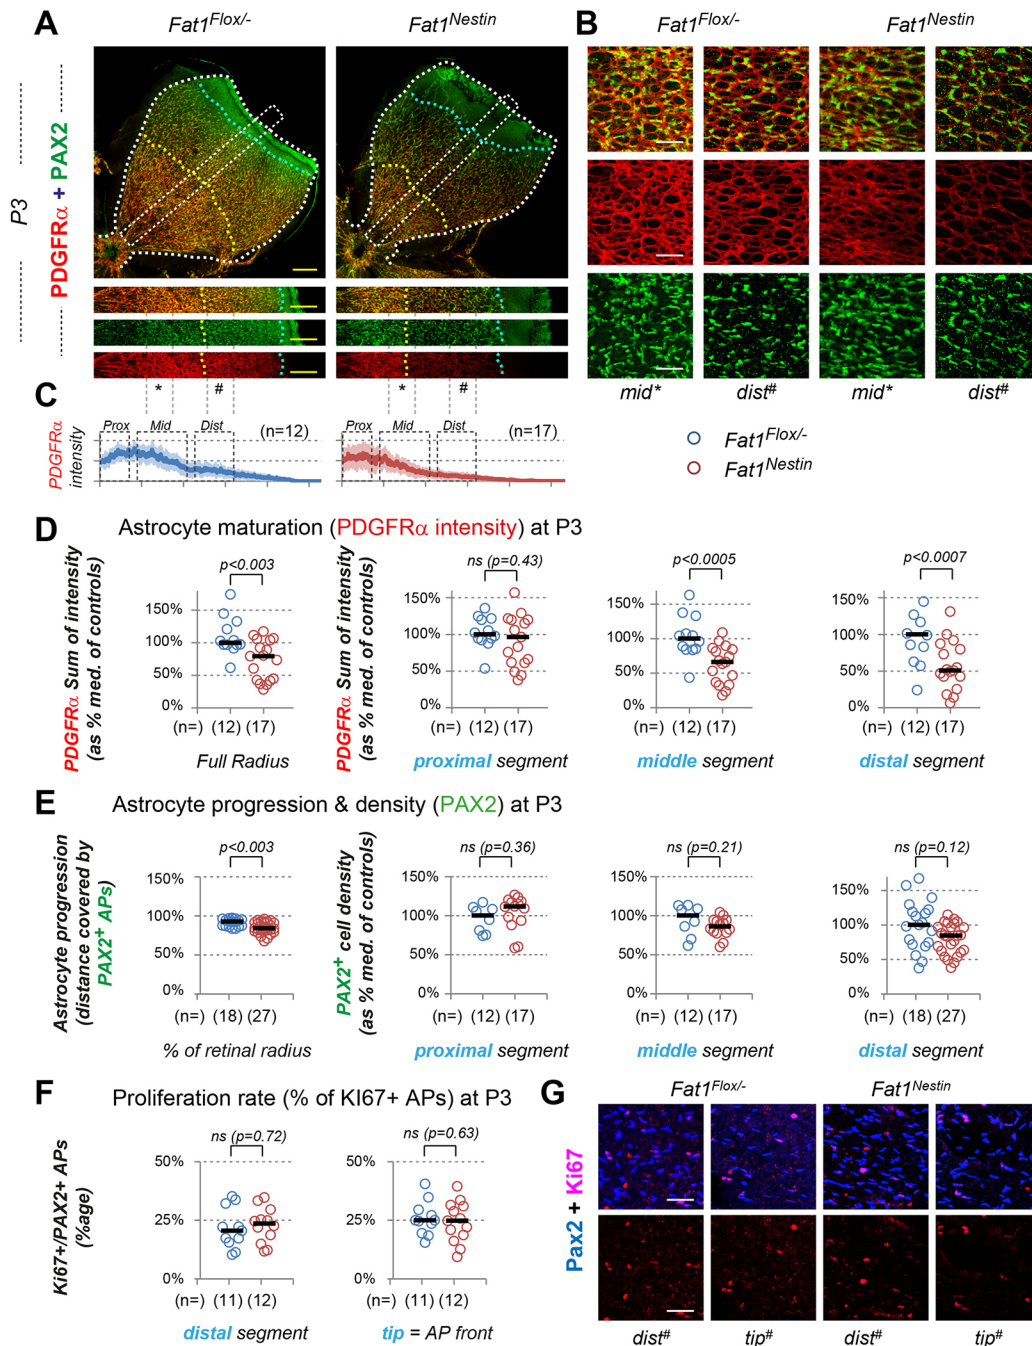 A
Fat1Flox/-
Fat1Nestin
B
Fat1Flox/-
Fat1Nestin
P3
PDGFRα + PAX2
mid*
dist#
mid*
dist#
*
#
*
#
C
PDGFRα
intensity
Prox
Mid
Dist
(n=12)
Prox
Mid
Dist
(n=17)
Fat1Flox/-
Fat1Nestin
D
Astrocyte maturation (PDGFRα intensity) at P3
PDGFRα Sum of intensity
(as % med. of controls)
p<0.003
150%
100%
50%
0%
(n=) (12) (17)
Full Radius
PDGFRα Sum of intensity
(as % med. of controls)
ns (p=0.43)
150%
100%
50%
0%
(n=) (12) (17)
proximal segment
p<0.0005
150%
100%
50%
0%
(n=) (12) (17)
middle segment
p<0.0007
150%
100%
50%
0%
(n=) (12) (17)
distal segment
E
Astrocyte progression & density (PAX2) at P3
Astrocyte progression
(distance covered by
PAX2+ APs)
p<0.003
150%
100%
50%
0%
(n=) (18) (27)
% of retinal radius
PAX2+ cell density
(as % med. of controls)
ns (p=0.36)
150%
100%
50%
0%
(n=) (12) (17)
proximal segment
ns (p=0.21)
150%
100%
50%
0%
(n=) (12) (17)
middle segment
ns (p=0.12)
150%
100%
50%
0%
(n=) (18) (27)
distal segment
F
Proliferation rate (% of KI67+ APs) at P3
Ki67+/PAX2+ APs
(%age)
ns (p=0.72)
50%
25%
0%
(n=) (11) (12)
distal segment
ns (p=0.63)
50%
25%
0%
(n=) (11) (12)
tip = AP front
G
Fat1Flox/-
Fat1Nestin
Pax2 + Ki67
dist#
tip#
dist#
tip#